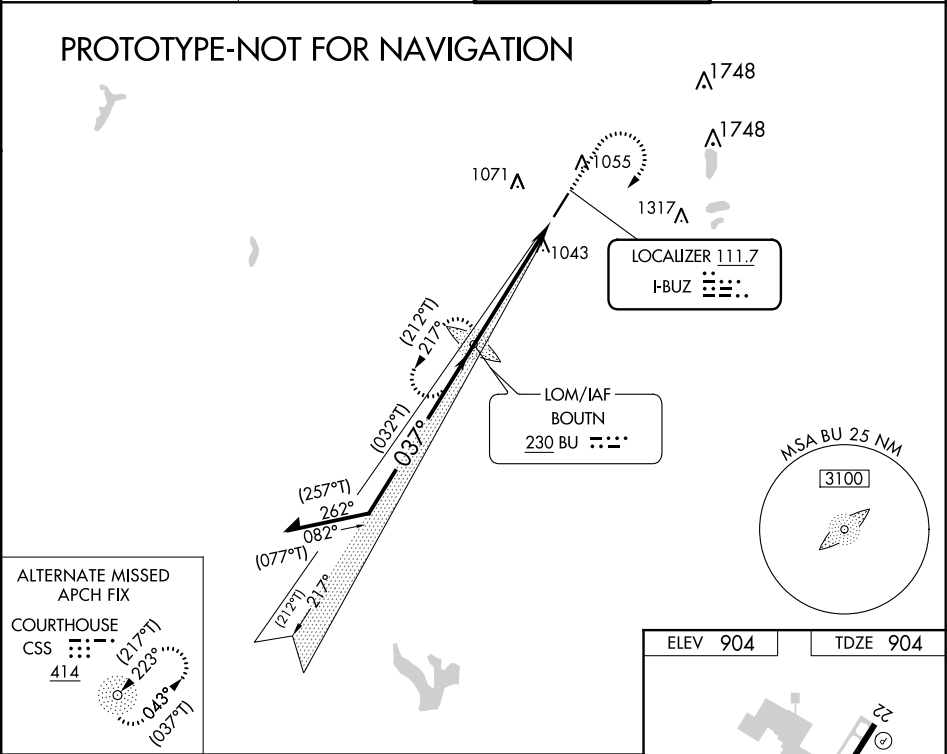 PROTOTYPE-NOT FOR NAVIGATION
1748
1748
1071
1055
1317
1043
LOCALIZER 111.7
I-BUZ
(212°T)
217°
LOM/IAF
BOUTN
230 BU
(032°T)
037°
MSA BU 25 NM
3100
(257°T)
262°
082°
(077°T)
(212°T)
217°
ALTERNATE MISSED
APCH FIX
COURTHOUSE
CSS
414
(217°T)
223°
043°
(037°T)
ELEV 904
TDZE 904
22
P